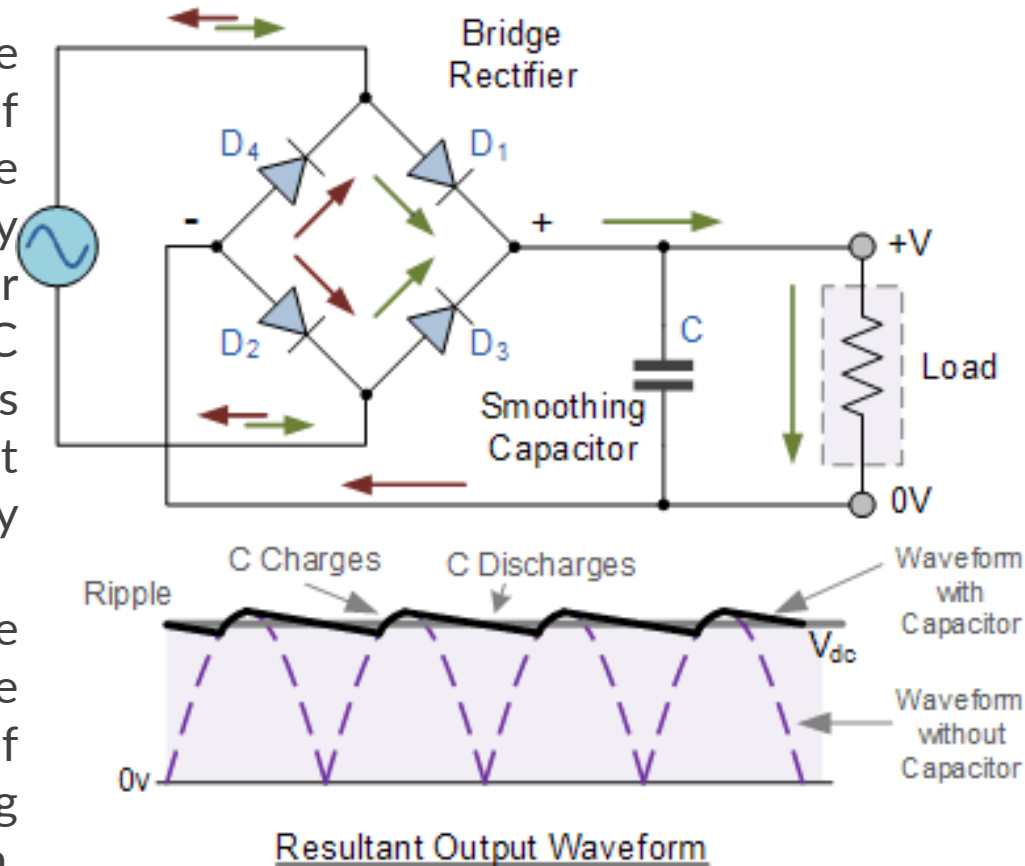 e
f
e
y
r
C
s
t
y
e
e
f
g
Bridge
Rectifier
D4
D1
-
+
+V
D2
D3
C
Load
Smoothing
Capacitor
0V
C Charges
C Discharges
Ripple
Waveform
with
Capacitor
Vdc
Waveform
without
Capacitor
0v
Resultant Output Waveform